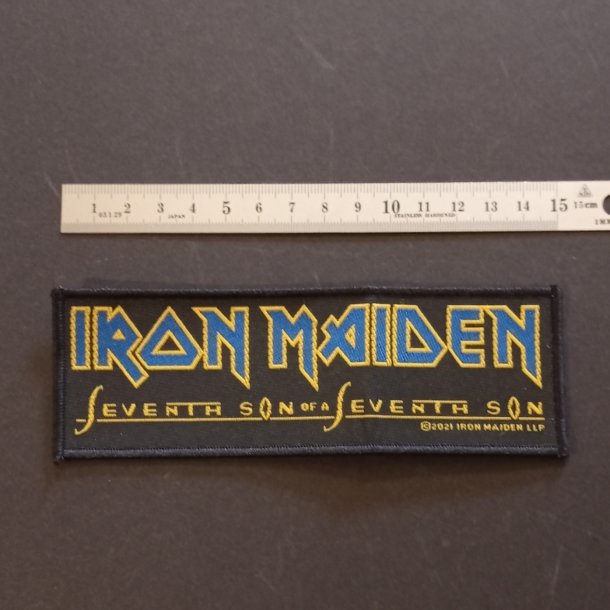 1 2 3 4 5 6 7 8 9 10 11 12 13 14 15 15cm
JAPAN STAINLESS HARDENED
IRON MAIDEN
SEVENTH SON OF A SEVENTH SON
©2021 IRON MAIDEN LLP